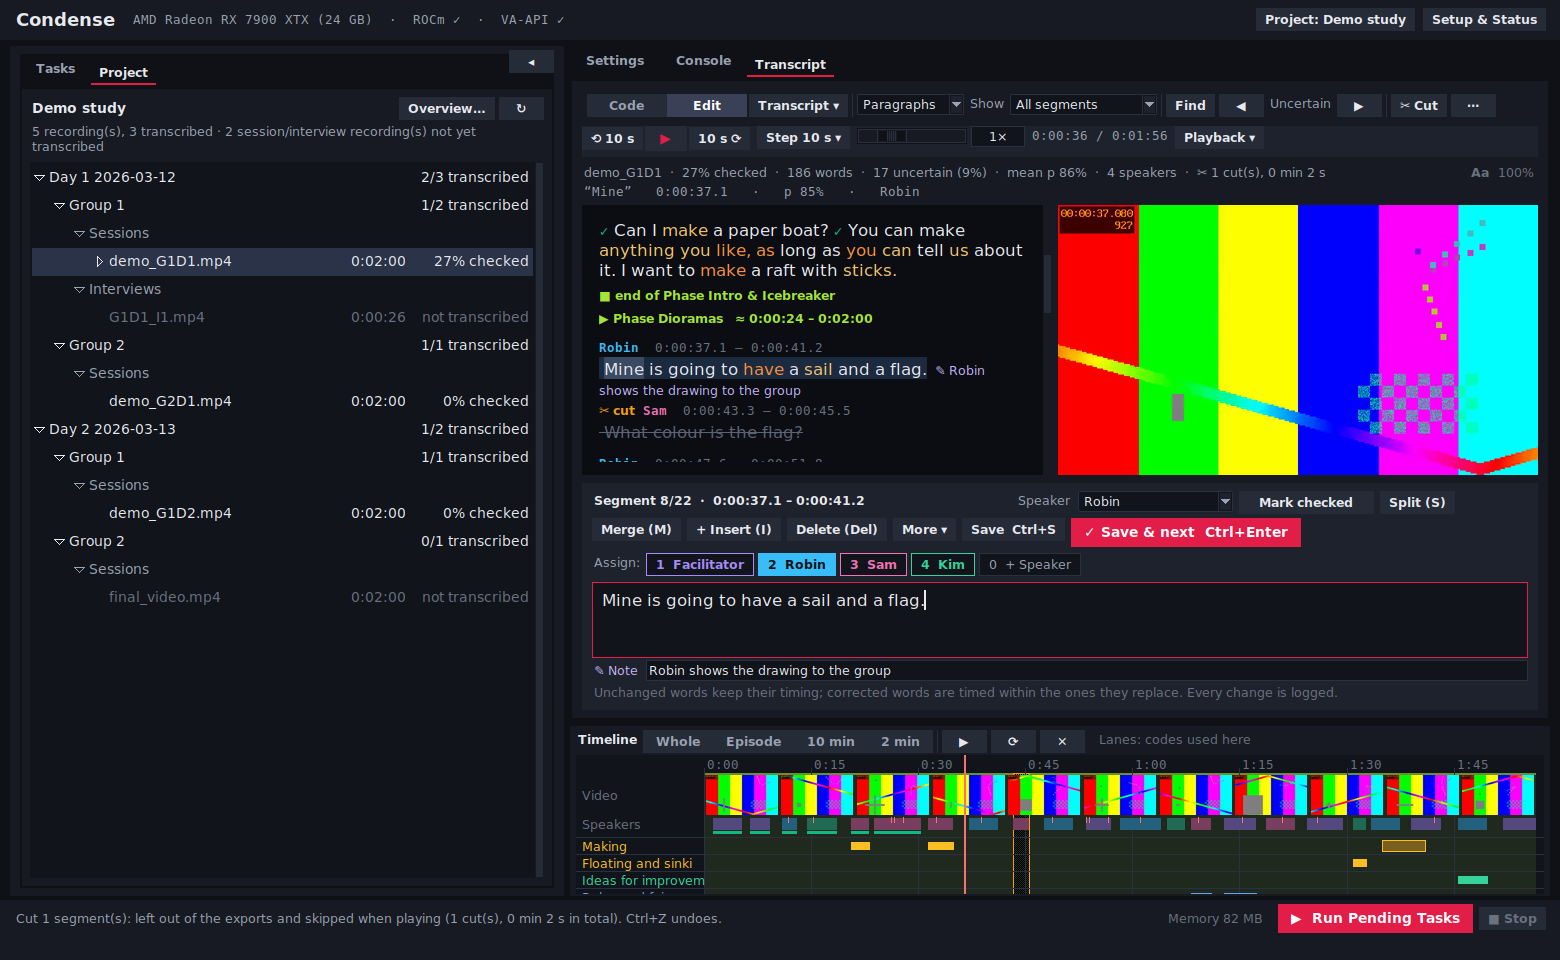 Condense AMD Radeon RX 7900 XTX (24 GB) · ROCm ✓ · VA-API ✓ Project: Demo study Setup & Status
Tasks Project ◂
Demo study Overview... ↻
5 recording(s), 3 transcribed · 2 session/interview recording(s) not yet
transcribed
Day 1 2026-03-12 2/3 transcribed
Group 1 1/2 transcribed
Sessions
demo_G1D1.mp4 0:02:00 27% checked
Interviews
G1D1_I1.mp4 0:00:26 not transcribed
Group 2 1/1 transcribed
Sessions
demo_G2D1.mp4 0:02:00 0% checked
Day 2 2026-03-13 1/2 transcribed
Group 1 1/1 transcribed
Sessions
demo_G1D2.mp4 0:02:00 0% checked
Group 2 0/1 transcribed
Sessions
final_video.mp4 0:02:00 not transcribed
Settings Console Transcript
Code Edit Transcript ▾ Paragraphs Show All segments Find ◀ Uncertain ▶ ✂ Cut ⋯
⟲ 10 s ▶ 10 s ⟳ Step 10 s ▾ 1× 0:00:36 / 0:01:56 Playback ▾
demo_G1D1 · 27% checked · 186 words · 17 uncertain (9%) · mean p 86% · 4 speakers · ✂ 1 cut(s), 0 min 2 s Aa 100%
“Mine” 0:00:37.1 · p 85% · Robin
✓ Can I make a paper boat? ✓ You can make
anything you like, as long as you can tell us about
it. I want to make a raft with sticks.
■ end of Phase Intro & Icebreaker
▶ Phase Dioramas ≈ 0:00:24 – 0:02:00
Robin 0:00:37.1 – 0:00:41.2
Mine is going to have a sail and a flag. ✎ Robin
shows the drawing to the group
✂ cut Sam 0:00:43.3 – 0:00:45.5
What colour is the flag?
00:00:37.080
927
Segment 8/22 · 0:00:37.1 – 0:00:41.2 Speaker Robin Mark checked Split (S)
Merge (M) + Insert (I) Delete (Del) More ▾ Save Ctrl+S ✓ Save & next Ctrl+Enter
Assign: 1 Facilitator 2 Robin 3 Sam 4 Kim 0 + Speaker
Mine is going to have a sail and a flag.
✎ Note Robin shows the drawing to the group
Unchanged words keep their timing; corrected words are timed within the ones they replace. Every change is logged.
Timeline Whole Episode 10 min 2 min ▶ ⟳ ✕ Lanes: codes used here
0:00 0:15 0:30 0:45 1:00 1:15 1:30 1:45
Video
Speakers
Making
Floating and sinki
Ideas for improvem
Cut 1 segment(s): left out of the exports and skipped when playing (1 cut(s), 0 min 2 s in total). Ctrl+Z undoes. Memory 82 MB ▶ Run Pending Tasks ■ Stop